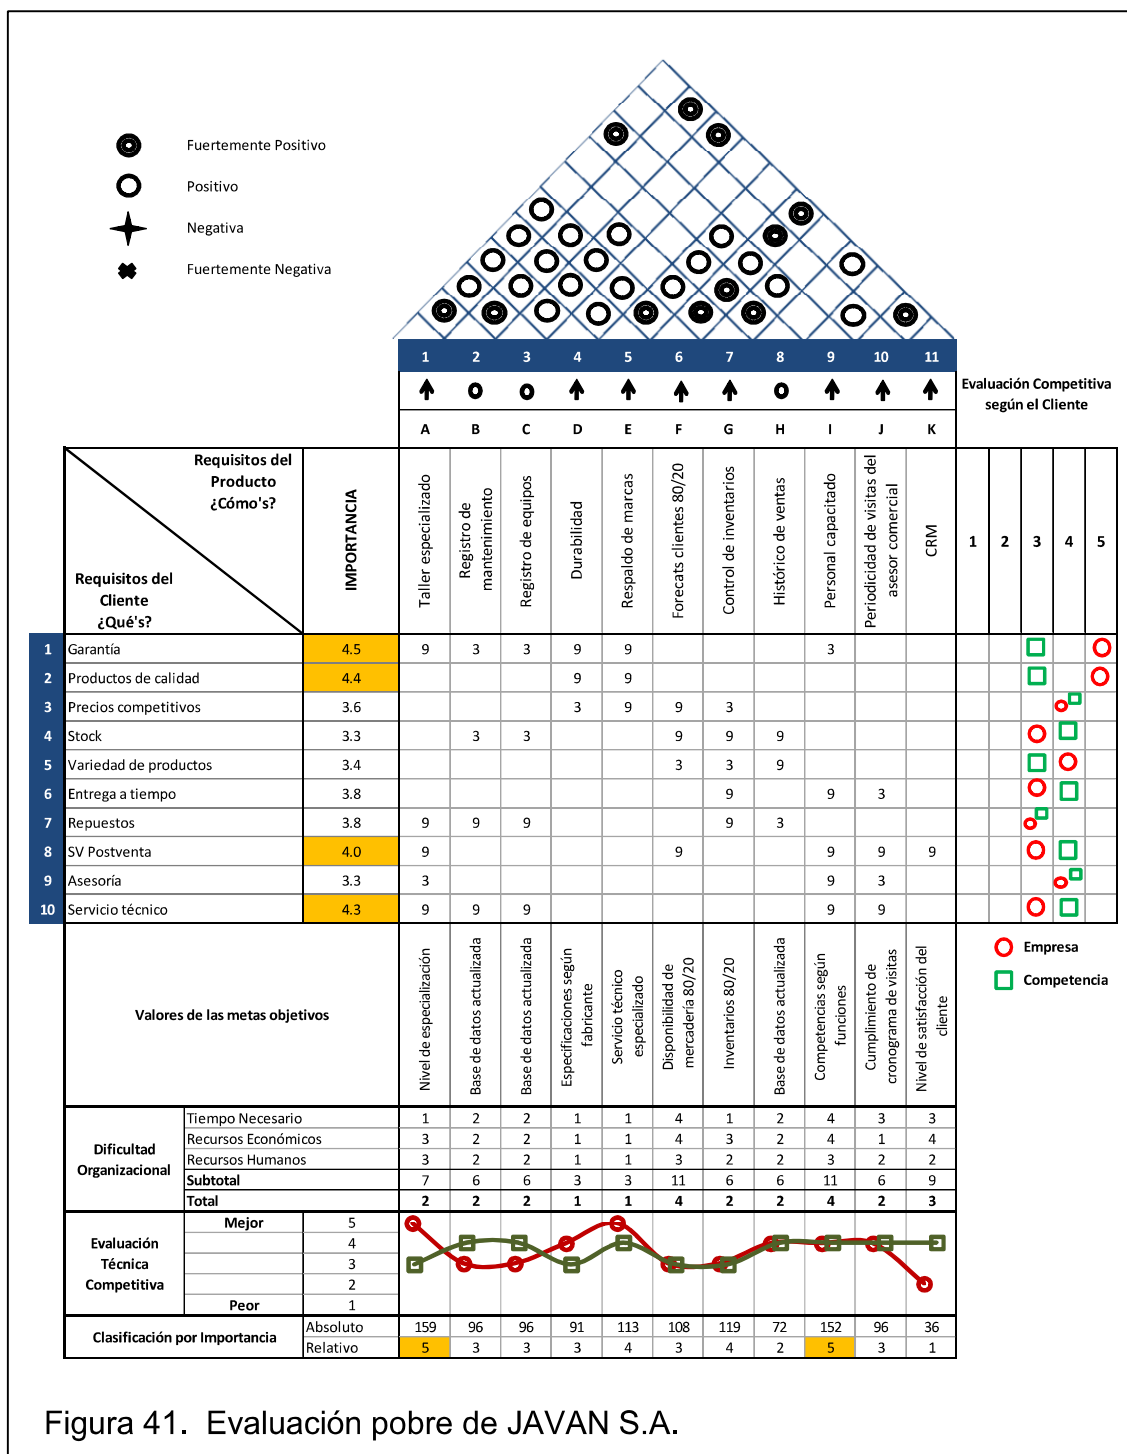 Fuertemente Positivo
Positivo
Negativa
Fuertemente Negativa
1 2 3 4 5 6 7 8 9 10 11
Evaluación Competitiva
según el Cliente
A B C D E F G H I J K
Requisitos del
Producto
¿Cómo's?
Requisitos del
Cliente
¿Qué's?
IMPORTANCIA
Taller especializado
Registro de
mantenimiento
Registro de equipos
Durabilidad
Respaldo de marcas
Forecats clientes 80/20
Control de inventarios
Histórico de ventas
Personal capacitado
Periodicidad de visitas del
asesor comercial
CRM
1 2 3 4 5
1 Garantía 4.5 9 3 3 9 9 3
2 Productos de calidad 4.4 9 9
3 Precios competitivos 3.6 3 9 9 3
4 Stock 3.3 3 3 9 9 9
5 Variedad de productos 3.4 3 3 9
6 Entrega a tiempo 3.8 9 9 3
7 Repuestos 3.8 9 9 9 9 3
8 SV Postventa 4.0 9 9 9 9 9
9 Asesoría 3.3 3 9 3
10 Servicio técnico 4.3 9 9 9 9 9
Empresa
Competencia
Valores de las metas objetivos
Nivel de especialización
Base de datos actualizada
Base de datos actualizada
Especificaciones según
fabricante
Servicio técnico
especializado
Disponibilidad de
mercadería 80/20
Inventarios 80/20
Base de datos actualizada
Competencias según
funciones
Cumplimiento de
cronograma de visitas
Nivel de satisfacción del
cliente
Dificultad
Organizacional
Tiempo Necesario 1 2 2 1 1 4 1 2 4 3 3
Recursos Económicos 3 2 2 1 1 4 3 2 4 1 4
Recursos Humanos 3 2 2 1 1 3 2 2 3 2 2
Subtotal 7 6 6 3 3 11 6 6 11 6 9
Total 2 2 2 1 1 4 2 2 4 2 3
Evaluación
Técnica
Competitiva
Mejor 5
4
3
2
Peor 1
Clasificación por Importancia
Absoluto 159 96 96 91 113 108 119 72 152 96 36
Relativo 5 3 3 3 4 3 4 2 5 3 1
Figura 41. Evaluación pobre de JAVAN S.A.